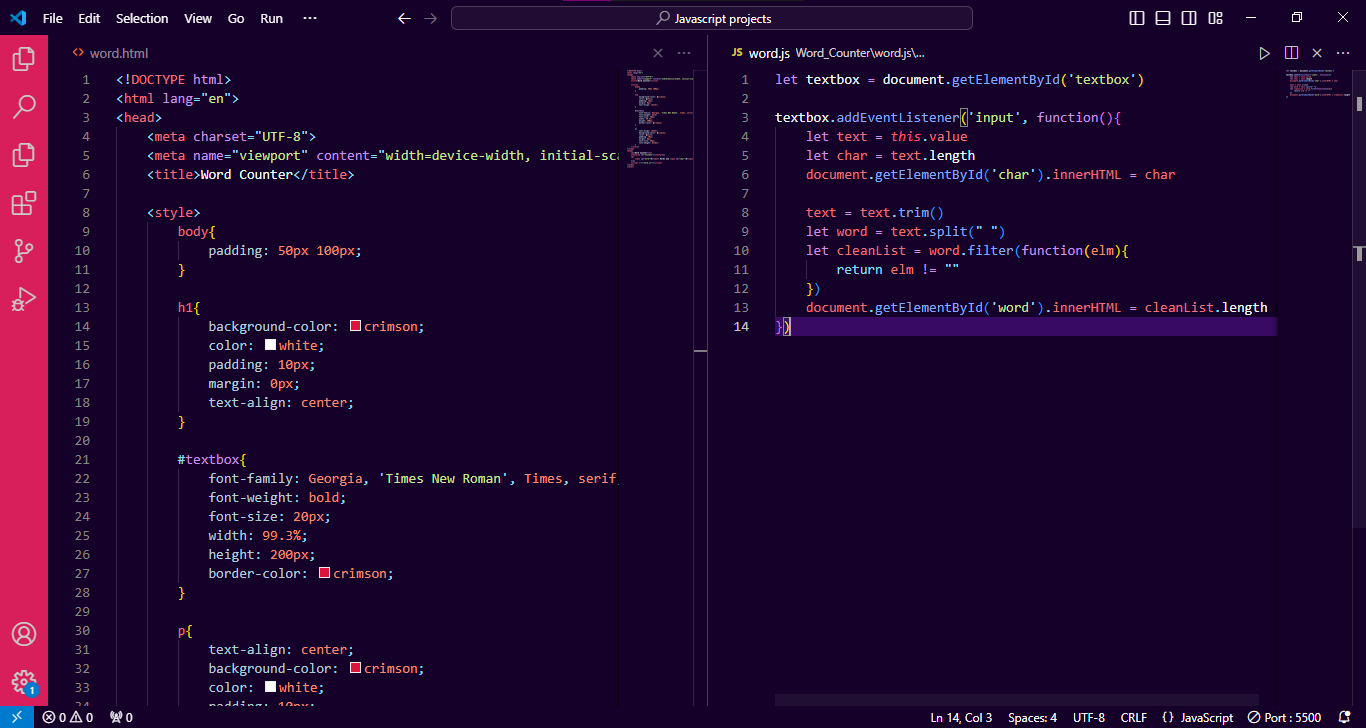 File Edit Selection View Go Run ··· Javascript projects
word.html ···
1 <!DOCTYPE html>
2 <html lang="en">
3 <head>
4 <meta charset="UTF-8">
5 <meta name="viewport" content="width=device-width, initial-sca
6 <title>Word Counter</title>
7
8 <style>
9 body{
10 padding: 50px 100px;
11 }
12
13 h1{
14 background-color: crimson;
15 color: white;
16 padding: 10px;
17 margin: 0px;
18 text-align: center;
19 }
20
21 #textbox{
22 font-family: Georgia, 'Times New Roman', Times, serif
23 font-weight: bold;
24 font-size: 20px;
25 width: 99.3%;
26 height: 200px;
27 border-color: crimson;
28 }
29
30 p{
31 text-align: center;
32 background-color: crimson;
33 color: white;
34 padding: 10px;
JS word.js Word_Counter\word.js\... ···
1 let textbox = document.getElementById('textbox')
2
3 textbox.addEventListener('input', function(){
4 let text = this.value
5 let char = text.length
6 document.getElementById('char').innerHTML = char
7
8 text = text.trim()
9 let word = text.split(" ")
10 let cleanList = word.filter(function(elm){
11 return elm != ""
12 })
13 document.getElementById('word').innerHTML = cleanList.length
14 })
1
0 0 0 Ln 14, Col 3 Spaces: 4 UTF-8 CRLF {} JavaScript Port : 5500